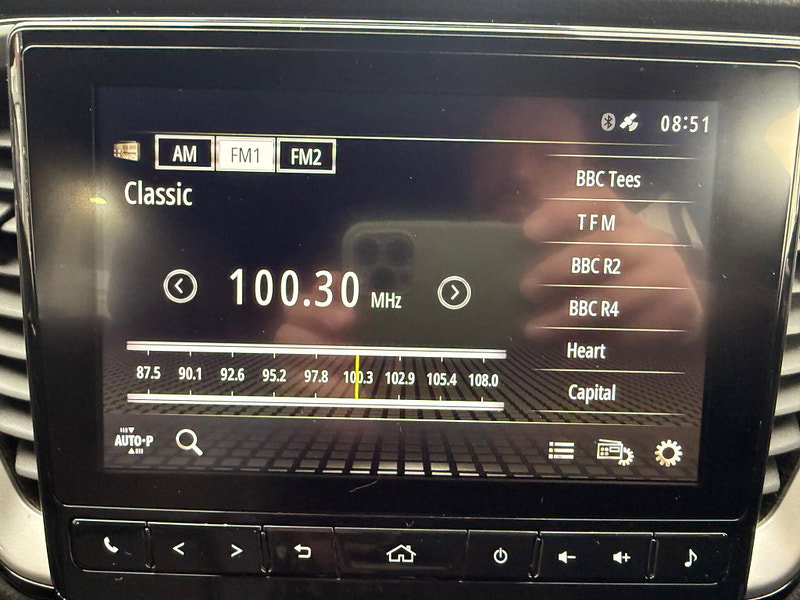 08:51
AM FM1 FM2
Classic
100.30 MHz
87.5 90.1 92.6 95.2 97.8 100.3 102.9 105.4 108.0
AUTO·P
BBC Tees
TFM
BBC R2
BBC R4
Heart
Capital